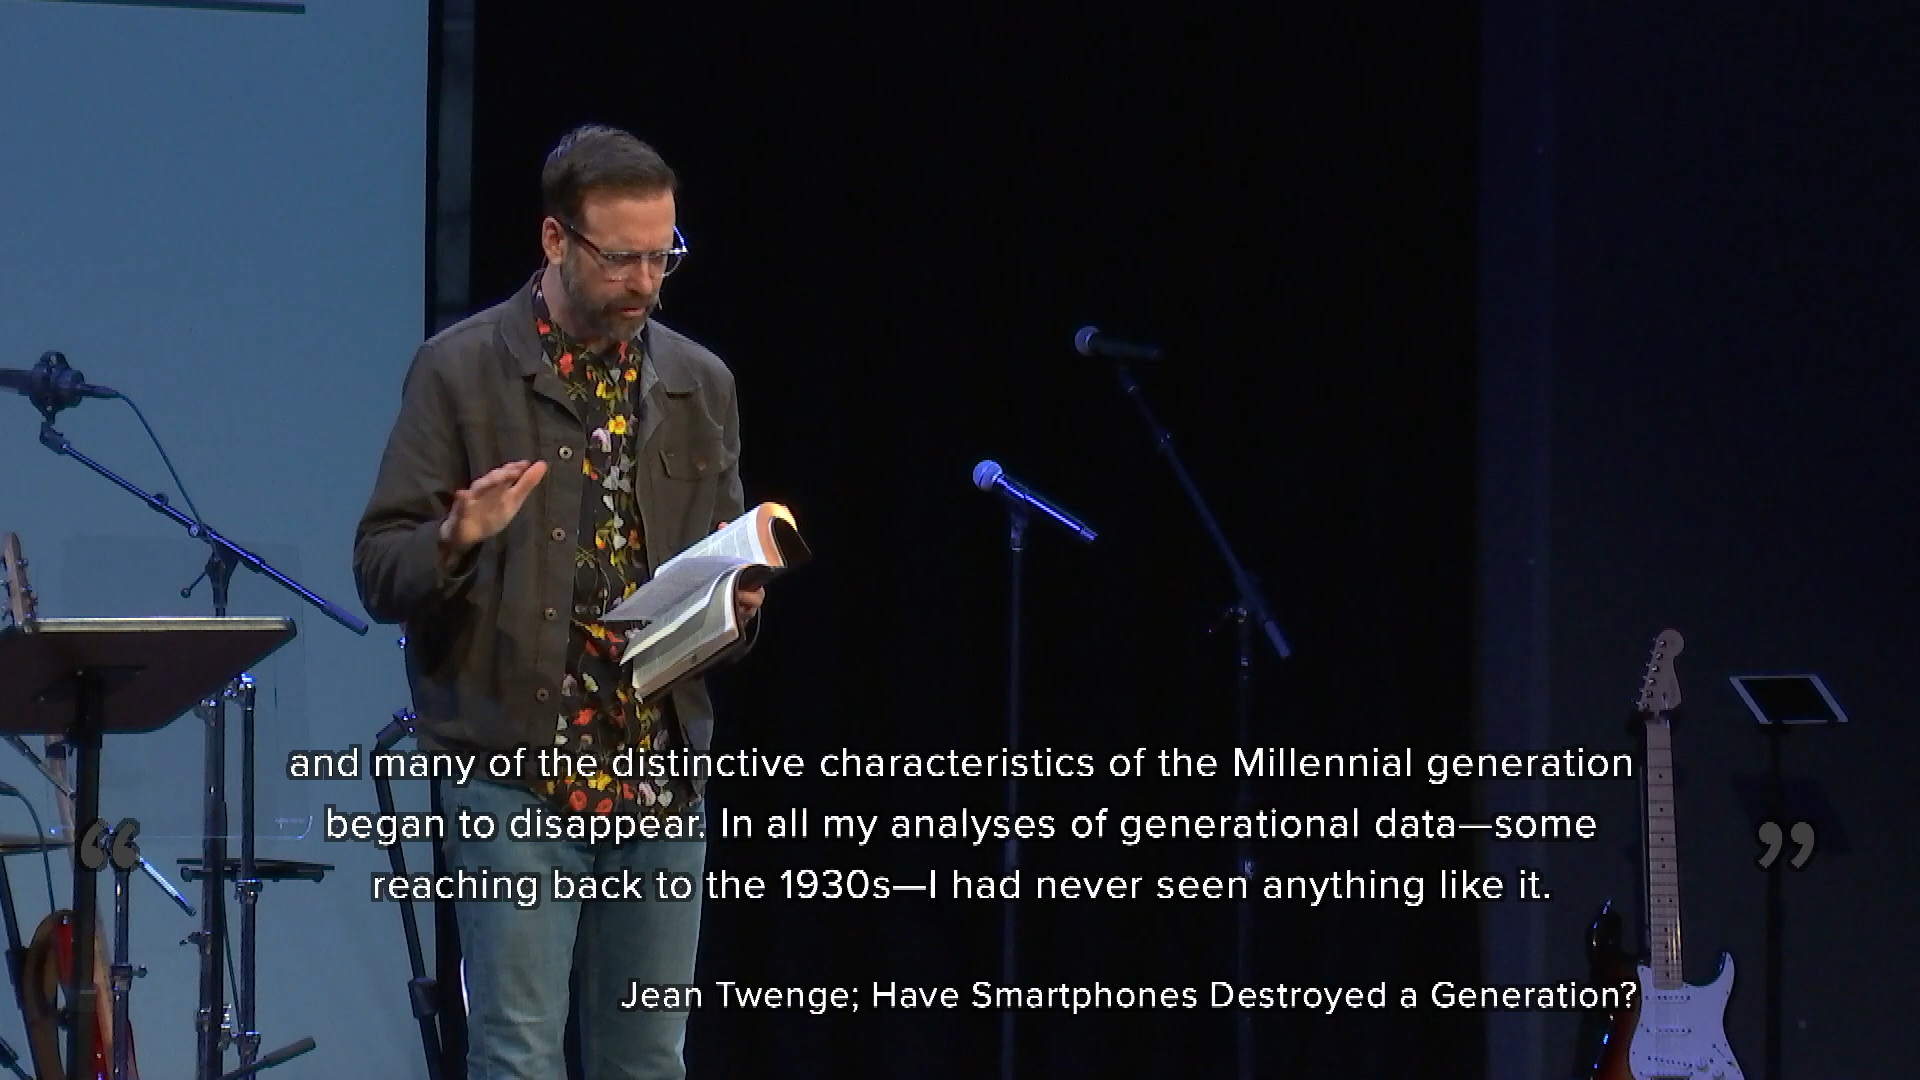 and many of the distinctive characteristics of the Millennial generation
“ began to disappear. In all my analyses of generational data—some ”
reaching back to the 1930s—I had never seen anything like it.
Jean Twenge; Have Smartphones Destroyed a Generation?